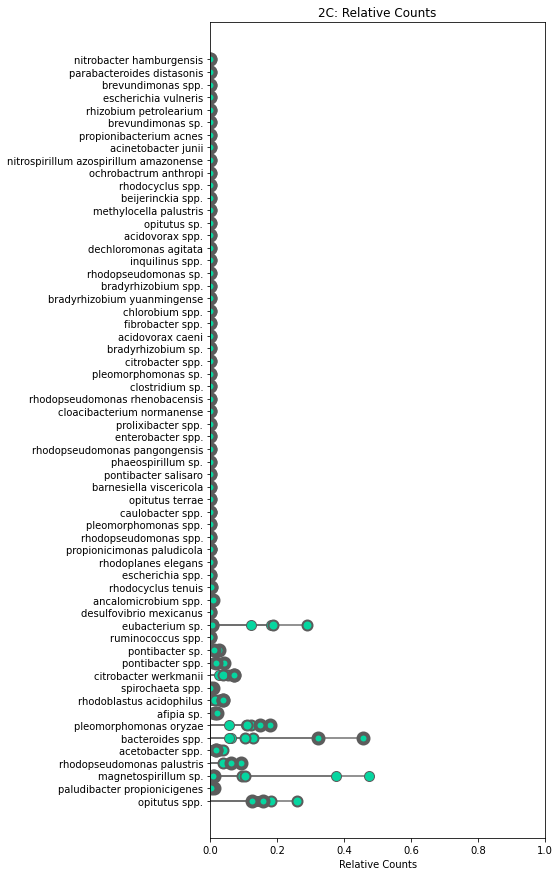 2C: Relative Counts
nitrobacter hamburgensis
parabacteroides distasonis
brevundimonas spp.
escherichia vulneris
rhizobium petrolearium
brevundimonas sp.
propionibacterium acnes
acinetobacter junii
nitrospirillum azospirillum amazonense
ochrobactrum anthropi
rhodocyclus spp.
beijerinckia spp.
methylocella palustris
opitutus sp.
acidovorax spp.
dechloromonas agitata
inquilinus spp.
rhodopseudomonas sp.
bradyrhizobium spp.
bradyrhizobium yuanmingense
chlorobium spp.
fibrobacter spp.
acidovorax caeni
bradyrhizobium sp.
citrobacter spp.
pleomorphomonas sp.
clostridium sp.
rhodopseudomonas rhenobacensis
cloacibacterium normanense
prolixibacter spp.
enterobacter spp.
rhodopseudomonas pangongensis
phaeospirillum sp.
pontibacter salisaro
barnesiella viscericola
opitutus terrae
caulobacter spp.
pleomorphomonas spp.
rhodopseudomonas spp.
propionicimonas paludicola
rhodoplanes elegans
escherichia spp.
rhodocyclus tenuis
ancalomicrobium spp.
desulfovibrio mexicanus
eubacterium sp.
ruminococcus spp.
pontibacter sp.
pontibacter spp.
citrobacter werkmanii
spirochaeta spp.
rhodoblastus acidophilus
afipia sp.
pleomorphomonas oryzae
bacteroides spp.
acetobacter spp.
rhodopseudomonas palustris
magnetospirillum sp.
paludibacter propionicigenes
opitutus spp.
0.0 0.2 0.4 0.6 0.8 1.0
Relative Counts